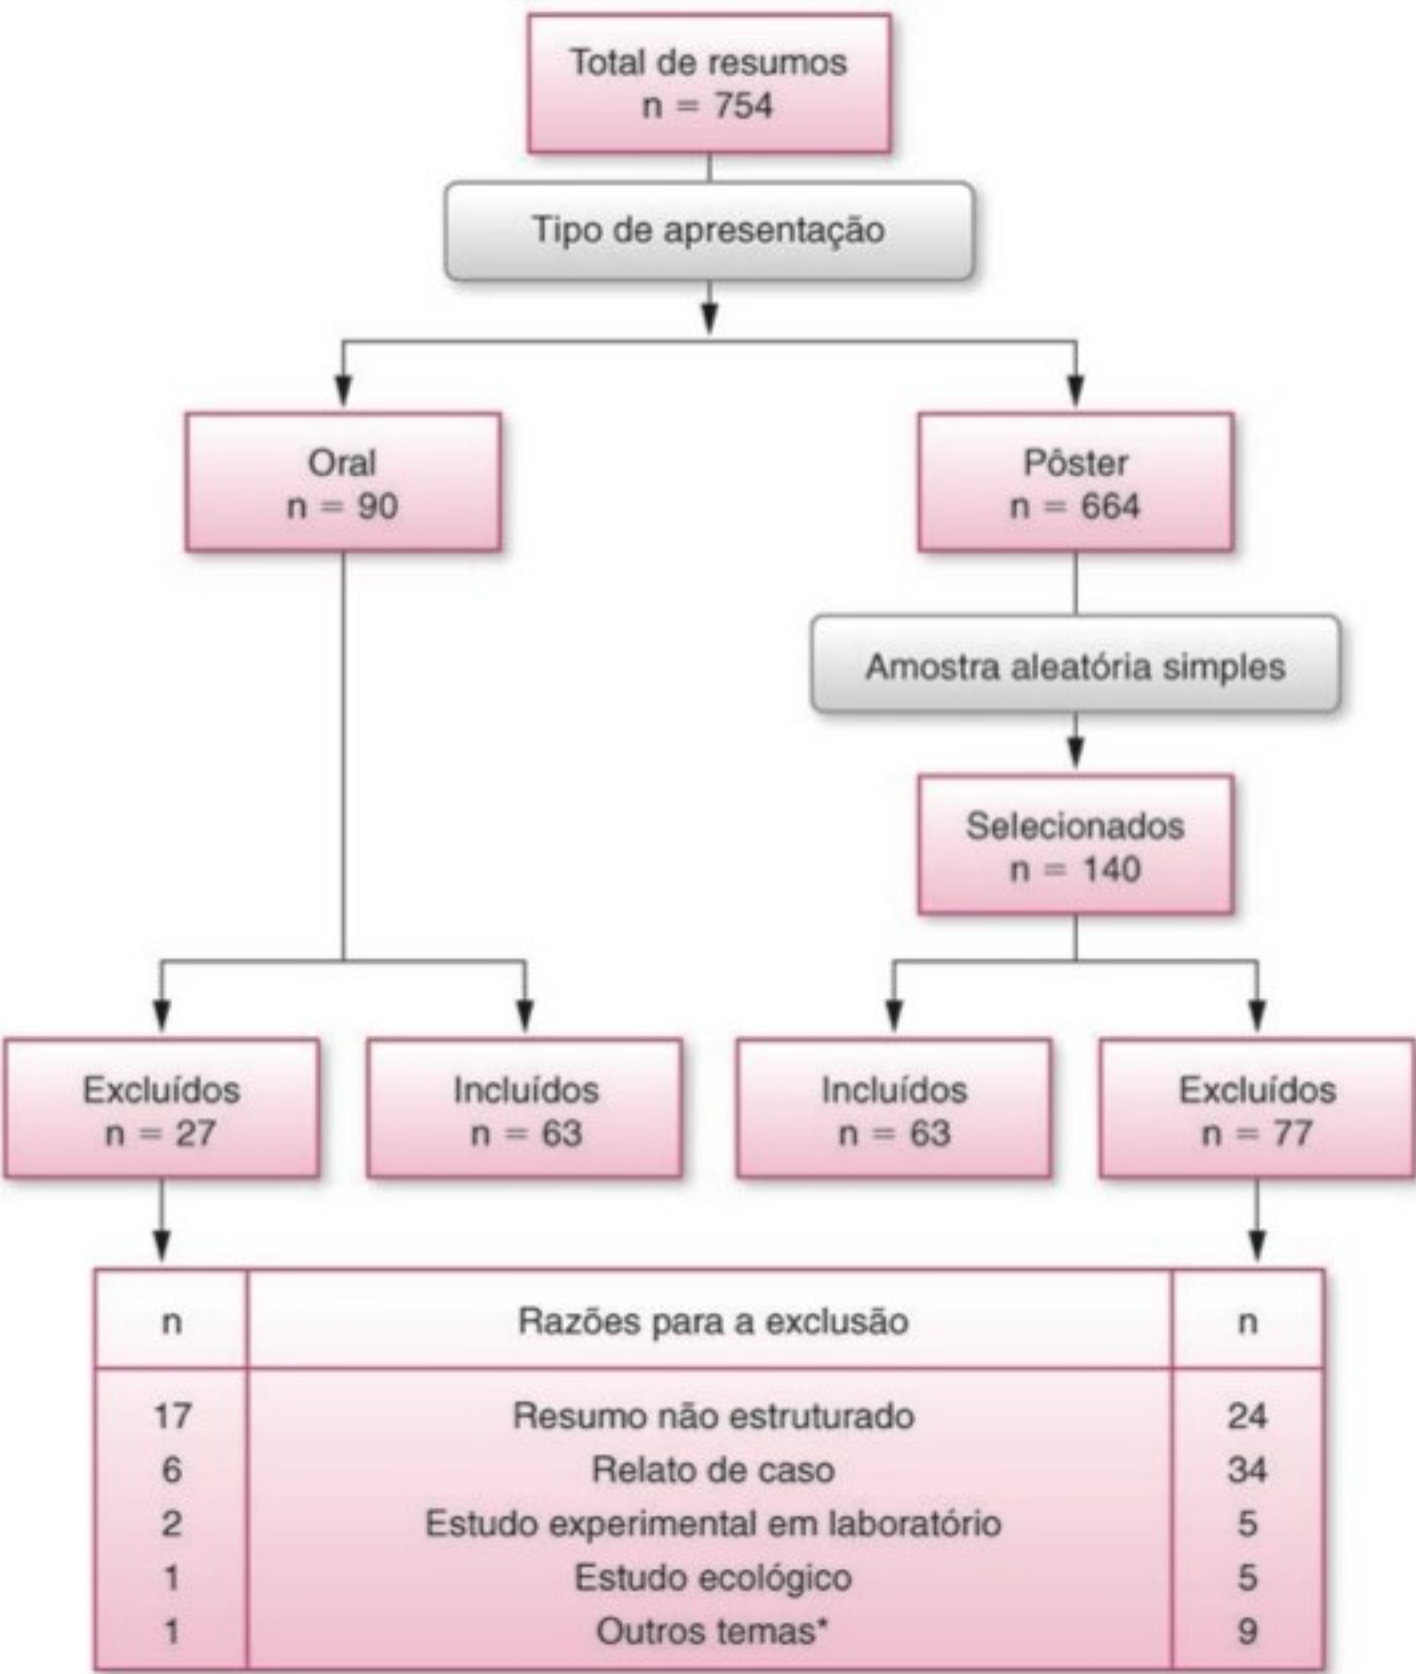 Total de resumos
n = 754
Tipo de apresentação
Oral
n = 90
Pôster
n = 664
Amostra aleatória simples
Selecionados
n = 140
Excluídos
n = 27
Incluídos
n = 63
Incluídos
n = 63
Excluídos
n = 77
n Razões para a exclusão n
17 Resumo não estruturado 24
6 Relato de caso 34
2 Estudo experimental em laboratório 5
1 Estudo ecológico 5
1 Outros temas* 9